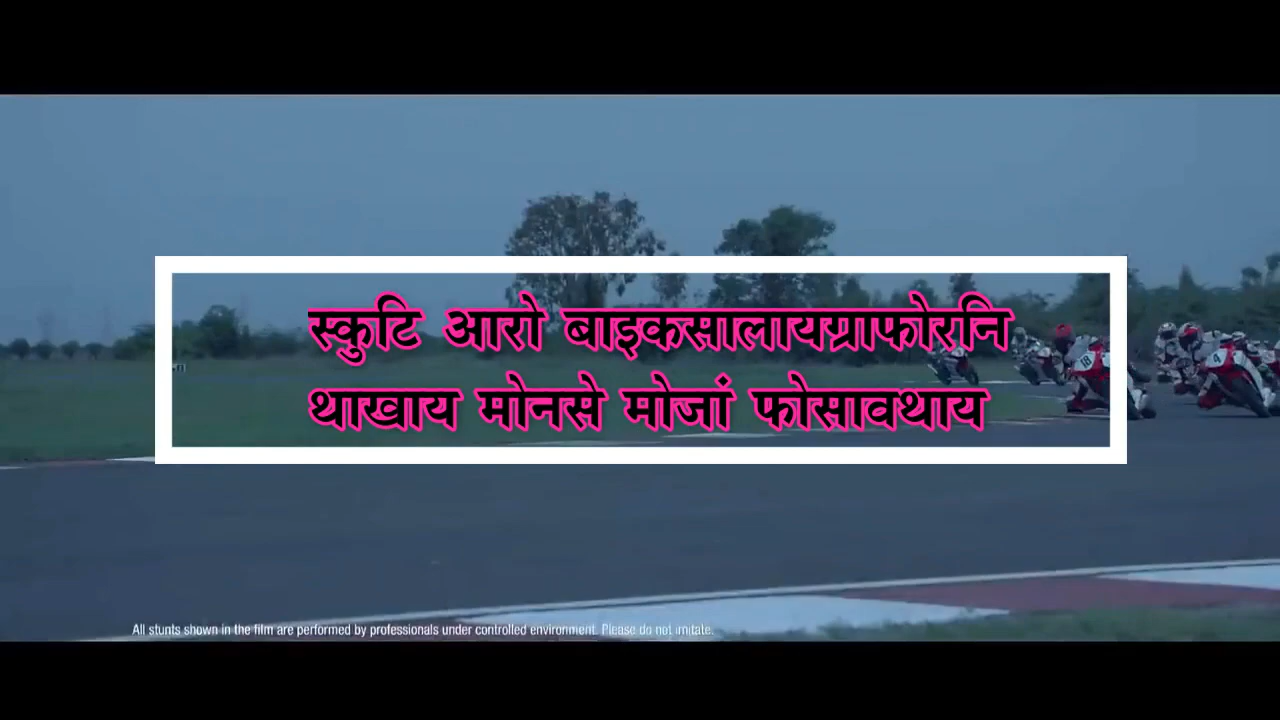 स्कुटि आरो बाइकसालायग्राफोरनि
थाखाय मोनसे मोजां फोसावथाय
All stunts shown in the film are performed by professionals under controlled environment. Please do not imitate.